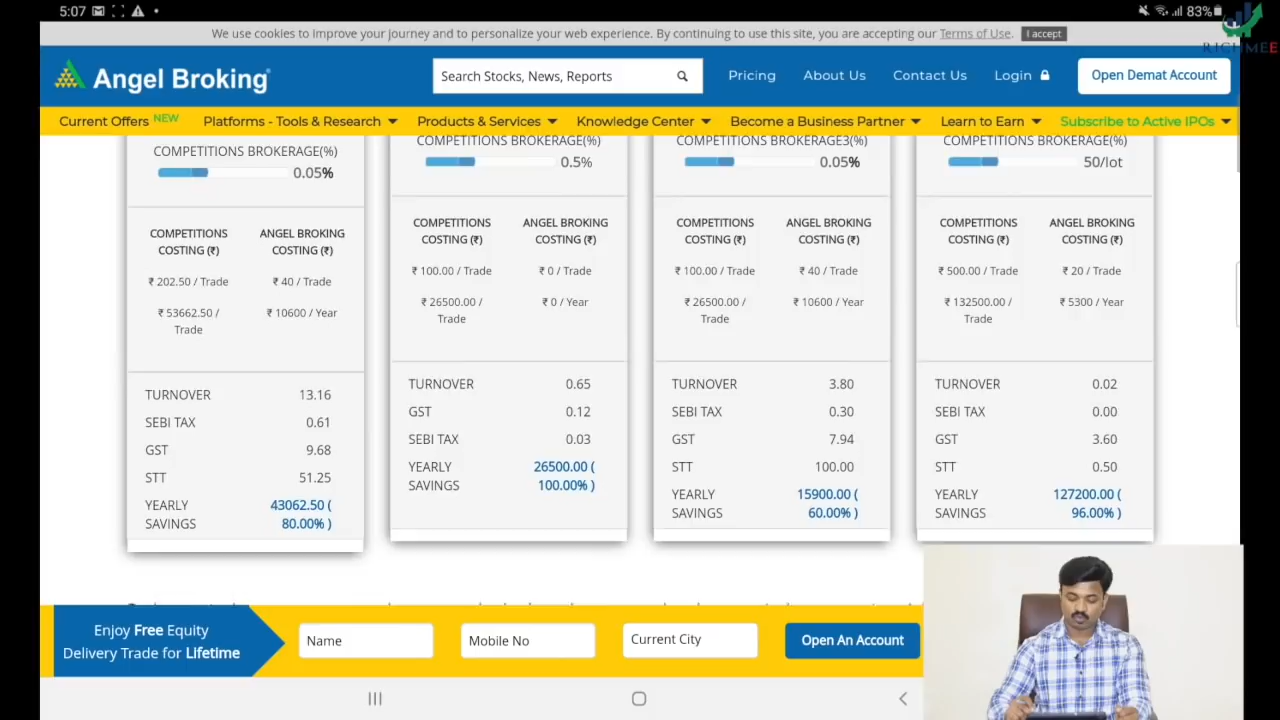 5:07
83%
RICHMEE
We use cookies to improve your journey and to personalize your web experience. By continuing to use this site, you are accepting our Terms of Use. I accept
Angel Broking
Search Stocks, News, Reports
Pricing
About Us
Contact Us
Login
Open Demat Account
Current Offers NEW
Platforms - Tools & Research
Products & Services
Knowledge Center
Become a Business Partner
Learn to Earn
Subscribe to Active IPOs
COMPETITIONS BROKERAGE(%)
0.05%
COMPETITIONS COSTING (₹)
ANGEL BROKING COSTING (₹)
₹ 202.50 / Trade
₹ 40 / Trade
₹ 53662.50 / Trade
₹ 10600 / Year
TURNOVER 13.16
SEBI TAX 0.61
GST 9.68
STT 51.25
YEARLY SAVINGS 43062.50 ( 80.00% )
COMPETITIONS BROKERAGE(%)
0.5%
COMPETITIONS COSTING (₹)
ANGEL BROKING COSTING (₹)
₹ 100.00 / Trade
₹ 0 / Trade
₹ 26500.00 / Trade
₹ 0 / Year
TURNOVER 0.65
GST 0.12
SEBI TAX 0.03
YEARLY SAVINGS 26500.00 ( 100.00% )
COMPETITIONS BROKERAGE3(%)
0.05%
COMPETITIONS COSTING (₹)
ANGEL BROKING COSTING (₹)
₹ 100.00 / Trade
₹ 40 / Trade
₹ 26500.00 / Trade
₹ 10600 / Year
TURNOVER 3.80
SEBI TAX 0.30
GST 7.94
STT 100.00
YEARLY SAVINGS 15900.00 ( 60.00% )
COMPETITIONS BROKERAGE(%)
50/lot
COMPETITIONS COSTING (₹)
ANGEL BROKING COSTING (₹)
₹ 500.00 / Trade
₹ 20 / Trade
₹ 132500.00 / Trade
₹ 5300 / Year
TURNOVER 0.02
SEBI TAX 0.00
GST 3.60
STT 0.50
YEARLY SAVINGS 127200.00 ( 96.00% )
Enjoy Free Equity
Delivery Trade for Lifetime
Name
Mobile No
Current City
Open An Account